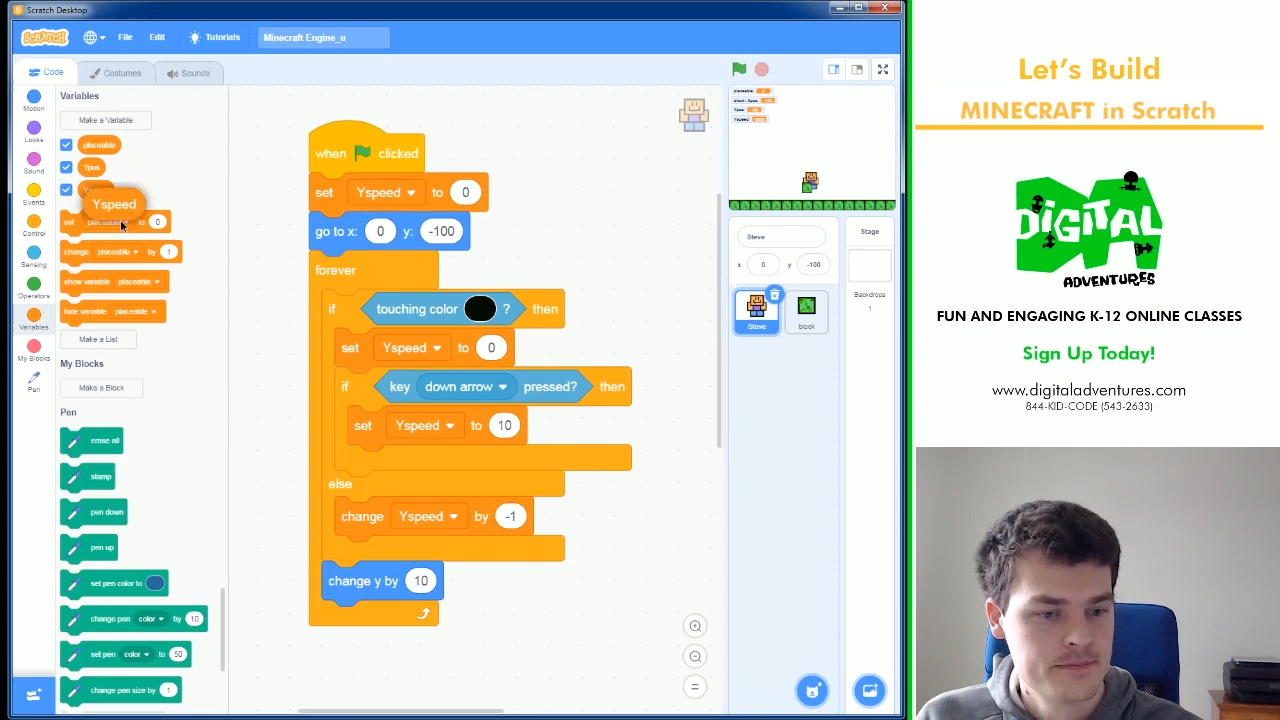 Scratch Desktop
SCRATCH
File
Edit
Tutorials
Minecraft Engine_u
Code
Costumes
Sounds
Motion
Looks
Sound
Events
Control
Sensing
Operators
Variables
My Blocks
Pen
Variables
Make a Variable
placeable
Ypos
Yspeed
set
to 0
change placeable by 1
show variable placeable
hide variable placeable
Make a List
My Blocks
Make a Block
Pen
erase all
stamp
pen down
pen up
set pen color to
change pen color by 10
set pen color to 50
change pen size by 1
when clicked
set Yspeed to 0
go to x: 0 y: -100
forever
if touching color ? then
set Yspeed to 0
if key down arrow pressed? then
set Yspeed to 10
else
change Yspeed by -1
change y by 10
placeable
Ypos
Yspeed
Steve
x 0 y -100
Steve
block
Stage
Backdrops
1
Let's Build
MINECRAFT in Scratch
DiGiTAL
ADVENTURES
FUN AND ENGAGING K-12 ONLINE CLASSES
Sign Up Today!
www.digitaladventures.com
844-KID-CODE (543-2633)